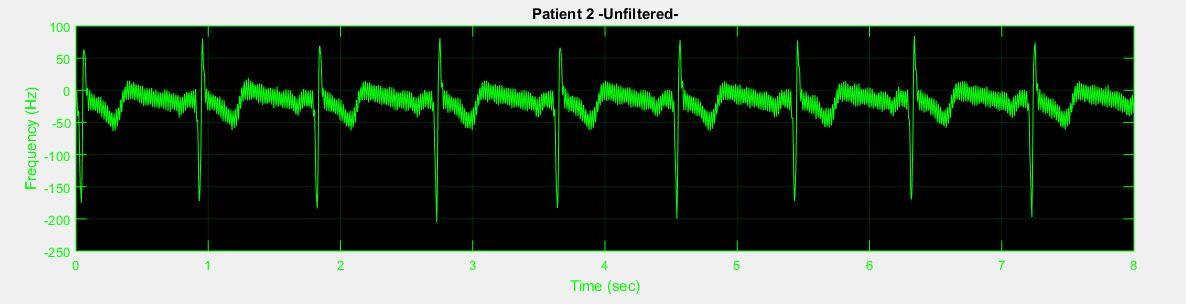 Patient 2 -Unfiltered-
100
50
0
-50
-100
-150
-200
-250
Frequency (Hz)
0 1 2 3 4 5 6 7 8
Time (sec)